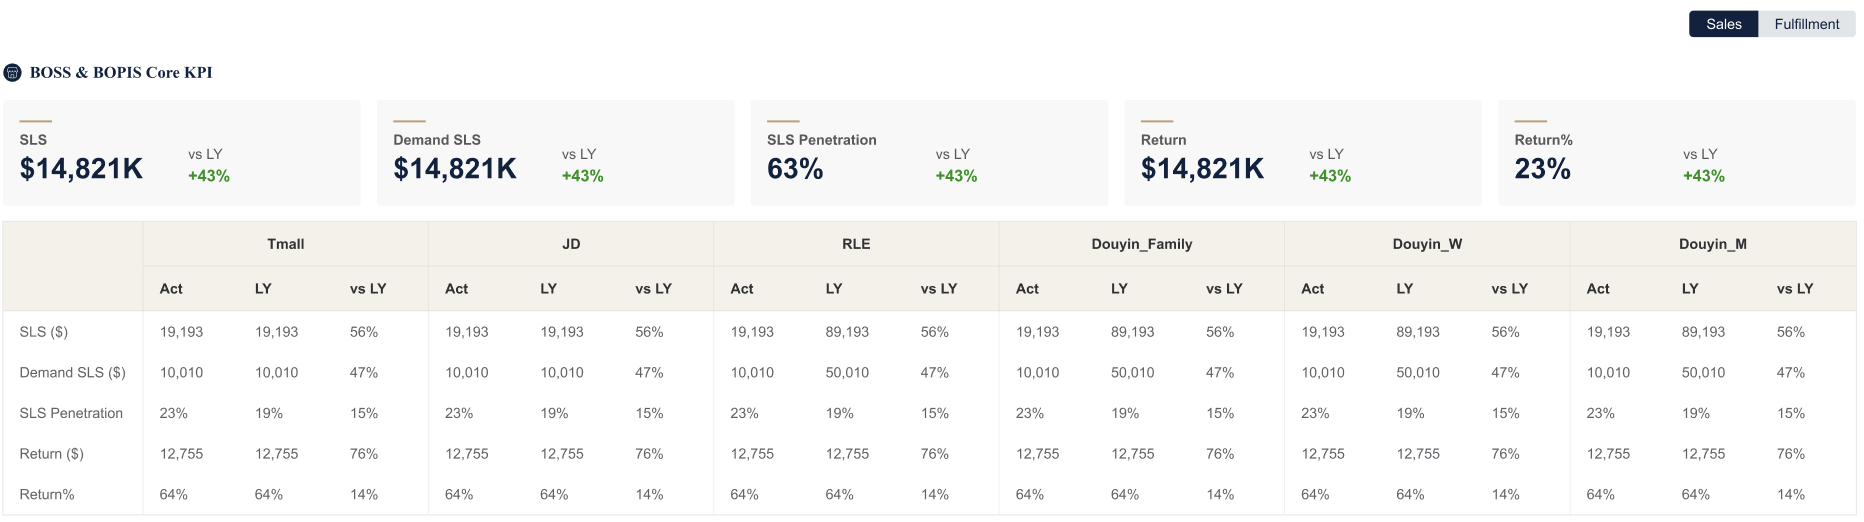 Sales Fulfillment
BOSS & BOPIS Core KPI
SLS
$14,821K
vs LY
+43%
Demand SLS
$14,821K
vs LY
+43%
SLS Penetration
63%
vs LY
+43%
Return
$14,821K
vs LY
+43%
Return%
23%
vs LY
+43%
Tmall JD RLE Douyin_Family Douyin_W Douyin_M
Act LY vs LY Act LY vs LY Act LY vs LY Act LY vs LY Act LY vs LY Act LY vs LY
SLS ($) 19,193 19,193 56% 19,193 19,193 56% 19,193 89,193 56% 19,193 89,193 56% 19,193 89,193 56% 19,193 89,193 56%
Demand SLS ($) 10,010 10,010 47% 10,010 10,010 47% 10,010 50,010 47% 10,010 50,010 47% 10,010 50,010 47% 10,010 50,010 47%
SLS Penetration 23% 19% 15% 23% 19% 15% 23% 19% 15% 23% 19% 15% 23% 19% 15% 23% 19% 15%
Return ($) 12,755 12,755 76% 12,755 12,755 76% 12,755 12,755 76% 12,755 12,755 76% 12,755 12,755 76% 12,755 12,755 76%
Return% 64% 64% 14% 64% 64% 14% 64% 64% 14% 64% 64% 14% 64% 64% 14% 64% 64% 14%